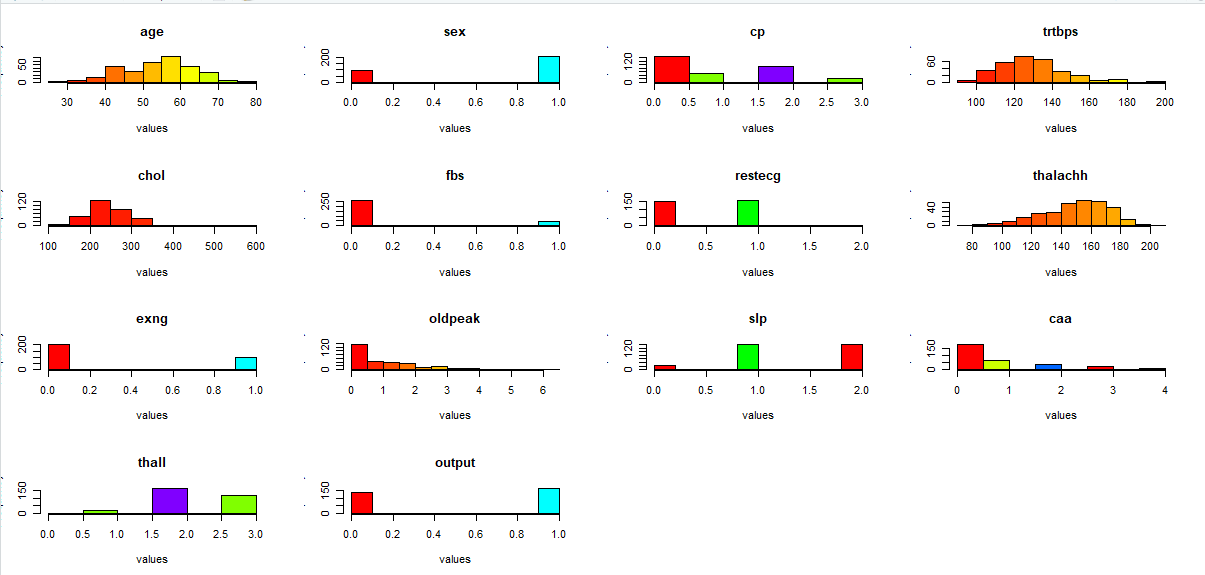 age sex cp trtbps
0 50 0 200 0 120 0 60
30 40 50 60 70 80 0.0 0.2 0.4 0.6 0.8 1.0 0.0 0.5 1.0 1.5 2.0 2.5 3.0 100 120 140 160 180 200
values values values values
chol fbs restecg thalachh
0 120 0 250 0 150 0 40
100 200 300 400 500 600 0.0 0.2 0.4 0.6 0.8 1.0 0.0 0.5 1.0 1.5 2.0 80 100 120 140 160 180 200
values values values values
exng oldpeak slp caa
0 200 0 120 0 120 0 150
0.0 0.2 0.4 0.6 0.8 1.0 0 1 2 3 4 5 6 0.0 0.5 1.0 1.5 2.0 0 1 2 3 4
values values values values
thall output
0 150 0 150
0.0 0.5 1.0 1.5 2.0 2.5 3.0 0.0 0.2 0.4 0.6 0.8 1.0
values values